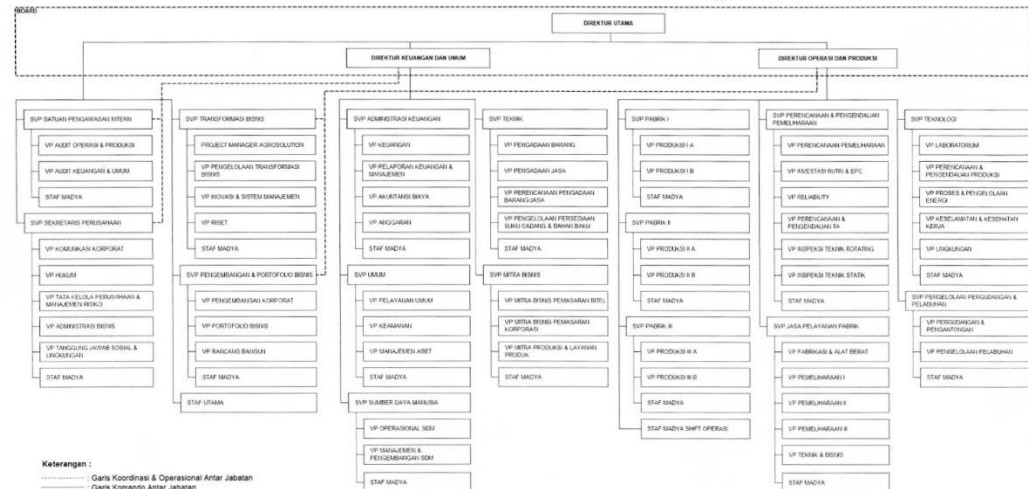 BOARD
DIREKTUR UTAMA
DIREKTUR KEUANGAN DAN UMUM
DIREKTUR OPERASI DAN PRODUKSI
SVP SATUAN PENGAWASAN INTERN
VP AUDIT OPERASI & PRODUKSI
VP AUDIT KEUANGAN & UMUM
STAF MADYA
SVP SEKRETARIS PERUSAHAAN
VP KOMUNIKASI KORPORAT
VP HUKUM
VP TATA KELOLA PERUSAHAAN &
MANAJEMEN RISIKO
VP ADMINISTRASI BISNIS
VP TANGGUNG JAWAB SOSIAL &
LINGKUNGAN
STAF MADYA
SVP TRANSFORMASI BISNIS
PROJECT MANAGER AGROSOLUTION
VP PENGELOLAAN TRANSFORMASI
BISNIS
VP INOVASI & SISTEM MANAJEMEN
VP RISET
STAF MADYA
SVP PENGEMBANGAN & PORTOFOLIO BISNIS
VP PENGEMBANGAN KORPORAT
VP PORTOFOLIO BISNIS
VP RANCANG BANGUN
STAF MADYA
STAF UTAMA
SVP ADMINISTRASI KEUANGAN
VP KEUANGAN
VP PELAPORAN KEUANGAN &
MANAJEMEN
VP AKUNTANSI BIAYA
VP ANGGARAN
STAF MADYA
SVP UMUM
VP PELAYANAN UMUM
VP KEAMANAN
VP MANAJEMEN ASET
STAF MADYA
SVP SUMBER DAYA MANUSIA
VP OPERASIONAL SDM
VP MANAJEMEN &
PENGEMBANGAN SDM
STAF MADYA
SVP TEKNIK
VP PENGADAAN BARANG
VP PENGADAAN JASA
VP PERENCANAAN PENGADAAN
BARANG/JASA
VP PENGELOLAAN PERSEDIAAN
SUKU CADANG & BAHAN BAKU
STAF MADYA
SVP MITRA BISNIS
VP MITRA BISNIS PEMASARAN RITEL
VP MITRA BISNIS PEMASARAN
KORPORASI
VP MITRA PRODUKSI & LAYANAN
PRODUK
STAF MADYA
SVP PABRIK I
VP PRODUKSI I A
VP PRODUKSI I B
STAF MADYA
SVP PABRIK II
VP PRODUKSI II A
VP PRODUKSI II B
STAF MADYA
SVP PABRIK III
VP PRODUKSI III A
VP PRODUKSI III B
STAF MADYA
STAF MADYA SHIFT OPERASI
SVP PERENCANAAN & PENGENDALIAN
PEMELIHARAAN
VP PERENCANAAN PEMELIHARAAN
VP INVESTASI RUTIN & EPC
VP RELIABILITY
VP PERENCANAAN &
PENGENDALIAN TA
VP INSPEKSI TEKNIK ROTATING
VP INSPEKSI TEKNIK STATIK
STAF MADYA
SVP JASA PELAYANAN PABRIK
VP FABRIKASI & ALAT BERAT
VP PEMELIHARAAN I
VP PEMELIHARAAN II
VP PEMELIHARAAN III
VP TEKNIK & BISNIS
STAF MADYA
SVP TEKNOLOGI
VP LABORATORIUM
VP PERENCANAAN &
PENGENDALIAN PRODUKSI
VP PROSES & PENGELOLAAN
ENERGI
VP KESELAMATAN & KESEHATAN
KERJA
VP LINGKUNGAN
STAF MADYA
SVP PENGELOLAAN PERGUDANGAN &
PELABUHAN
VP PERGUDANGAN &
PENGANTONGAN
VP PENGELOLAAN PELABUHAN
STAF MADYA
Keterangan :
: Garis Koordinasi & Operasional Antar Jabatan
: Garis Komando Antar Jabatan